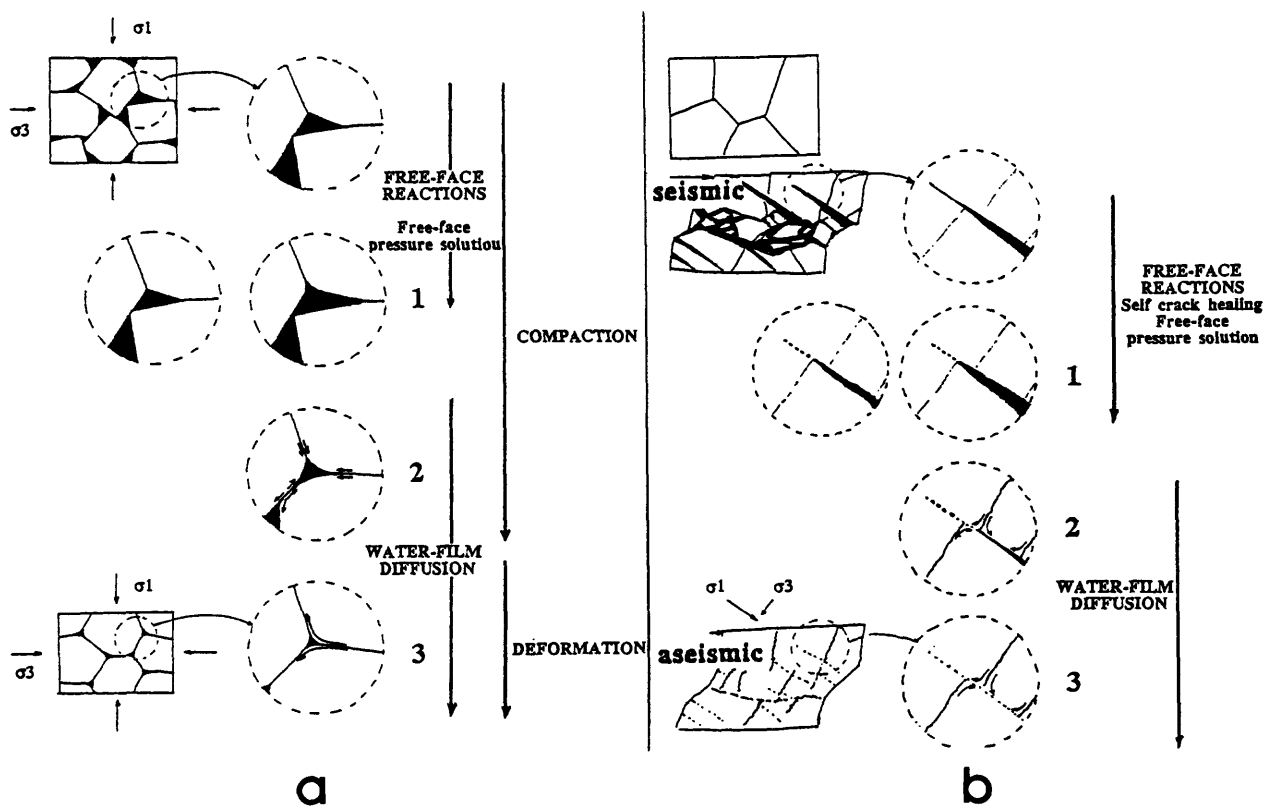 σ1
σ3
FREE-FACE
REACTIONS
Free-face
pressure solution
1
COMPACTION
2
WATER-FILM
DIFFUSION
σ1
σ3
3
DEFORMATION
a
seismic
FREE-FACE
REACTIONS
Self crack healing
Free-face
pressure solution
1
2
WATER-FILM
DIFFUSION
σ1
σ3
aseismic
3
b